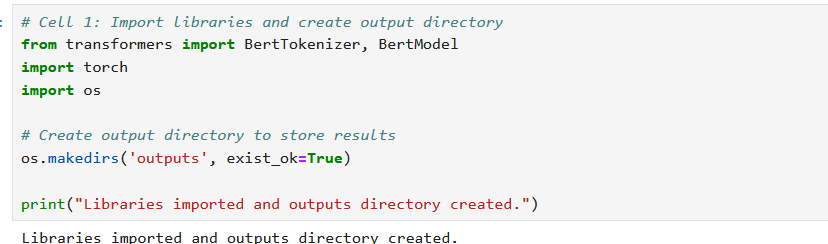 :
# Cell 1: Import libraries and create output directory
from transformers import BertTokenizer, BertModel
import torch
import os
# Create output directory to store results
os.makedirs('outputs', exist_ok=True)
print("Libraries imported and outputs directory created.")
Libraries imported and outputs directory created.